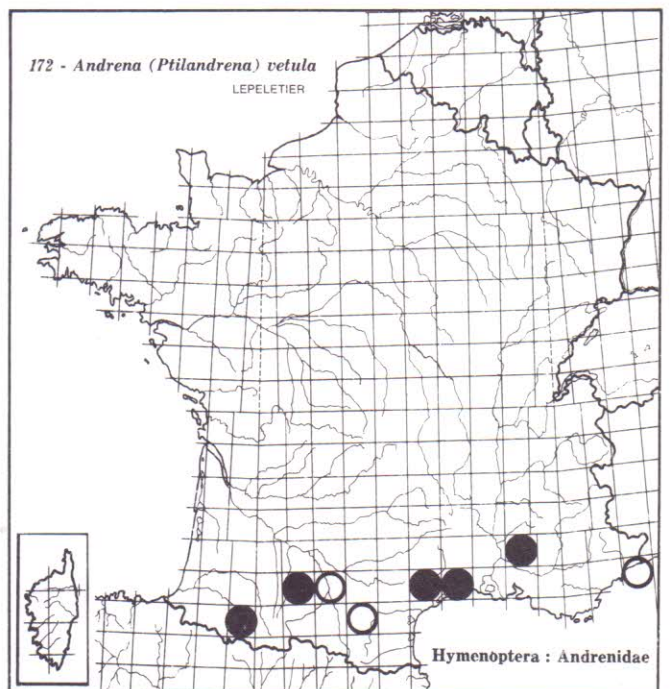 172 - Andrena (Ptilandrena) vetula
LEPELETIER
Hymenoptera : Andrenidae